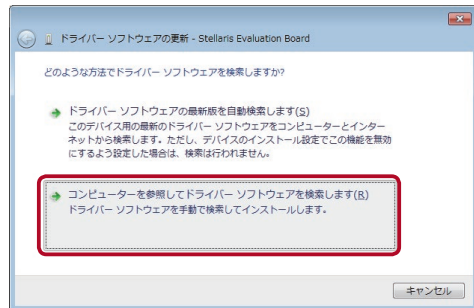 ドライバー ソフトウェアの更新 - Stellaris Evaluation Board
どのような方法でドライバー ソフトウェアを検索しますか?
ドライバー ソフトウェアの最新版を自動検索します(S)
このデバイス用の最新のドライバー ソフトウェアをコンピューターとインター
ネットから検索します。ただし、デバイスのインストール設定でこの機能を無効
にするよう設定した場合は、検索は行われません。
コンピューターを参照してドライバー ソフトウェアを検索します(R)
ドライバー ソフトウェアを手動で検索してインストールします。
キャンセル